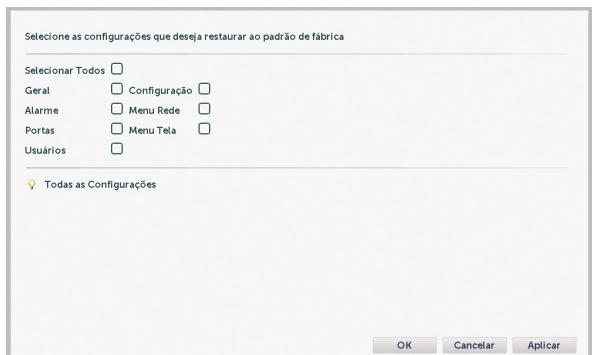 Selecione as configurações que deseja restaurar ao padrão de fábrica
Selecionar Todos
Geral Configuração
Alarme Menu Rede
Portas Menu Tela
Usuários
Todas as Configurações
OK Cancelar Aplicar